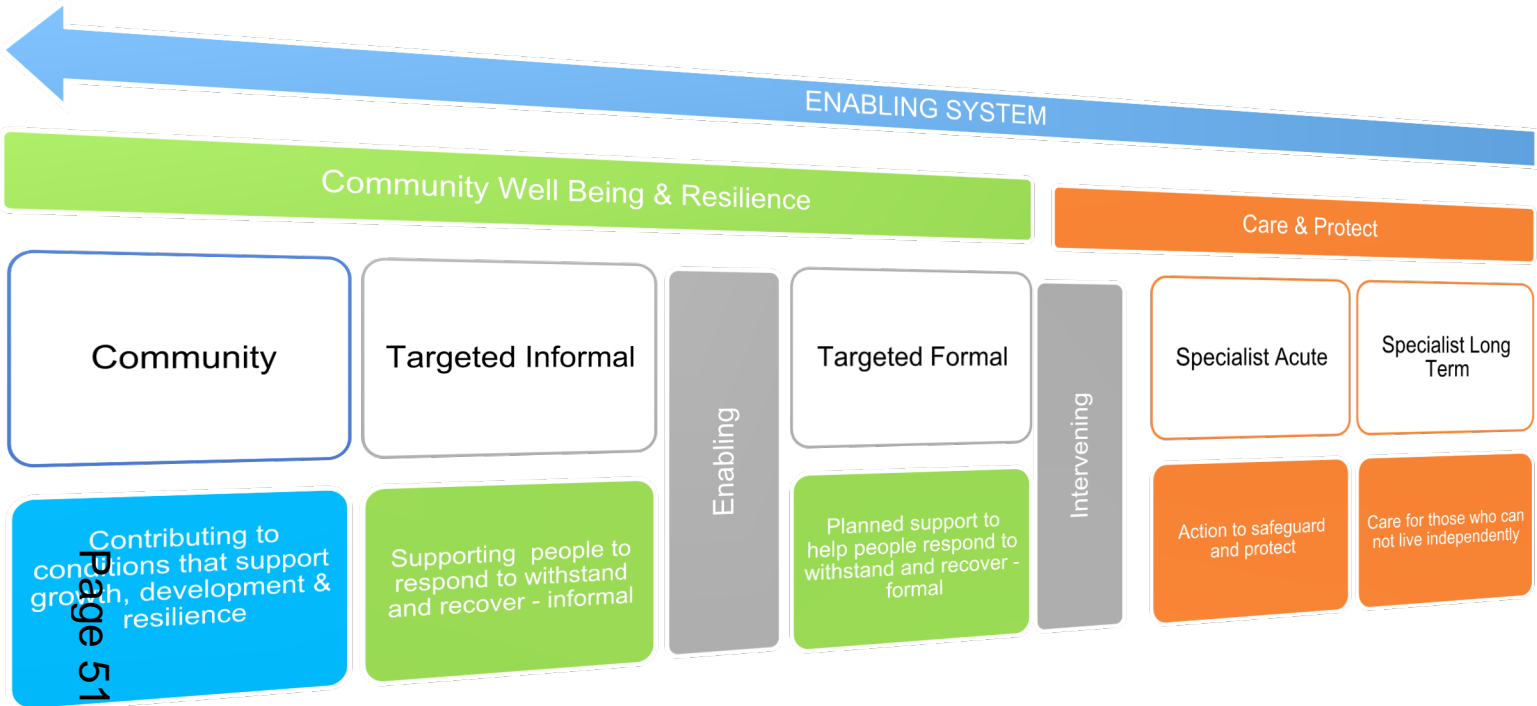 ENABLING SYSTEM
Community Well Being & Resilience
Care & Protect
Community
Targeted Informal
Enabling
Targeted Formal
Intervening
Specialist Acute
Specialist Long
Term
Contributing to
conditions that support
growth, development &
resilience
Supporting people to
respond to withstand
and recover - informal
Planned support to
help people respond to
withstand and recover -
formal
Action to safeguard
and protect
Care for those who can
not live independently
Page 51